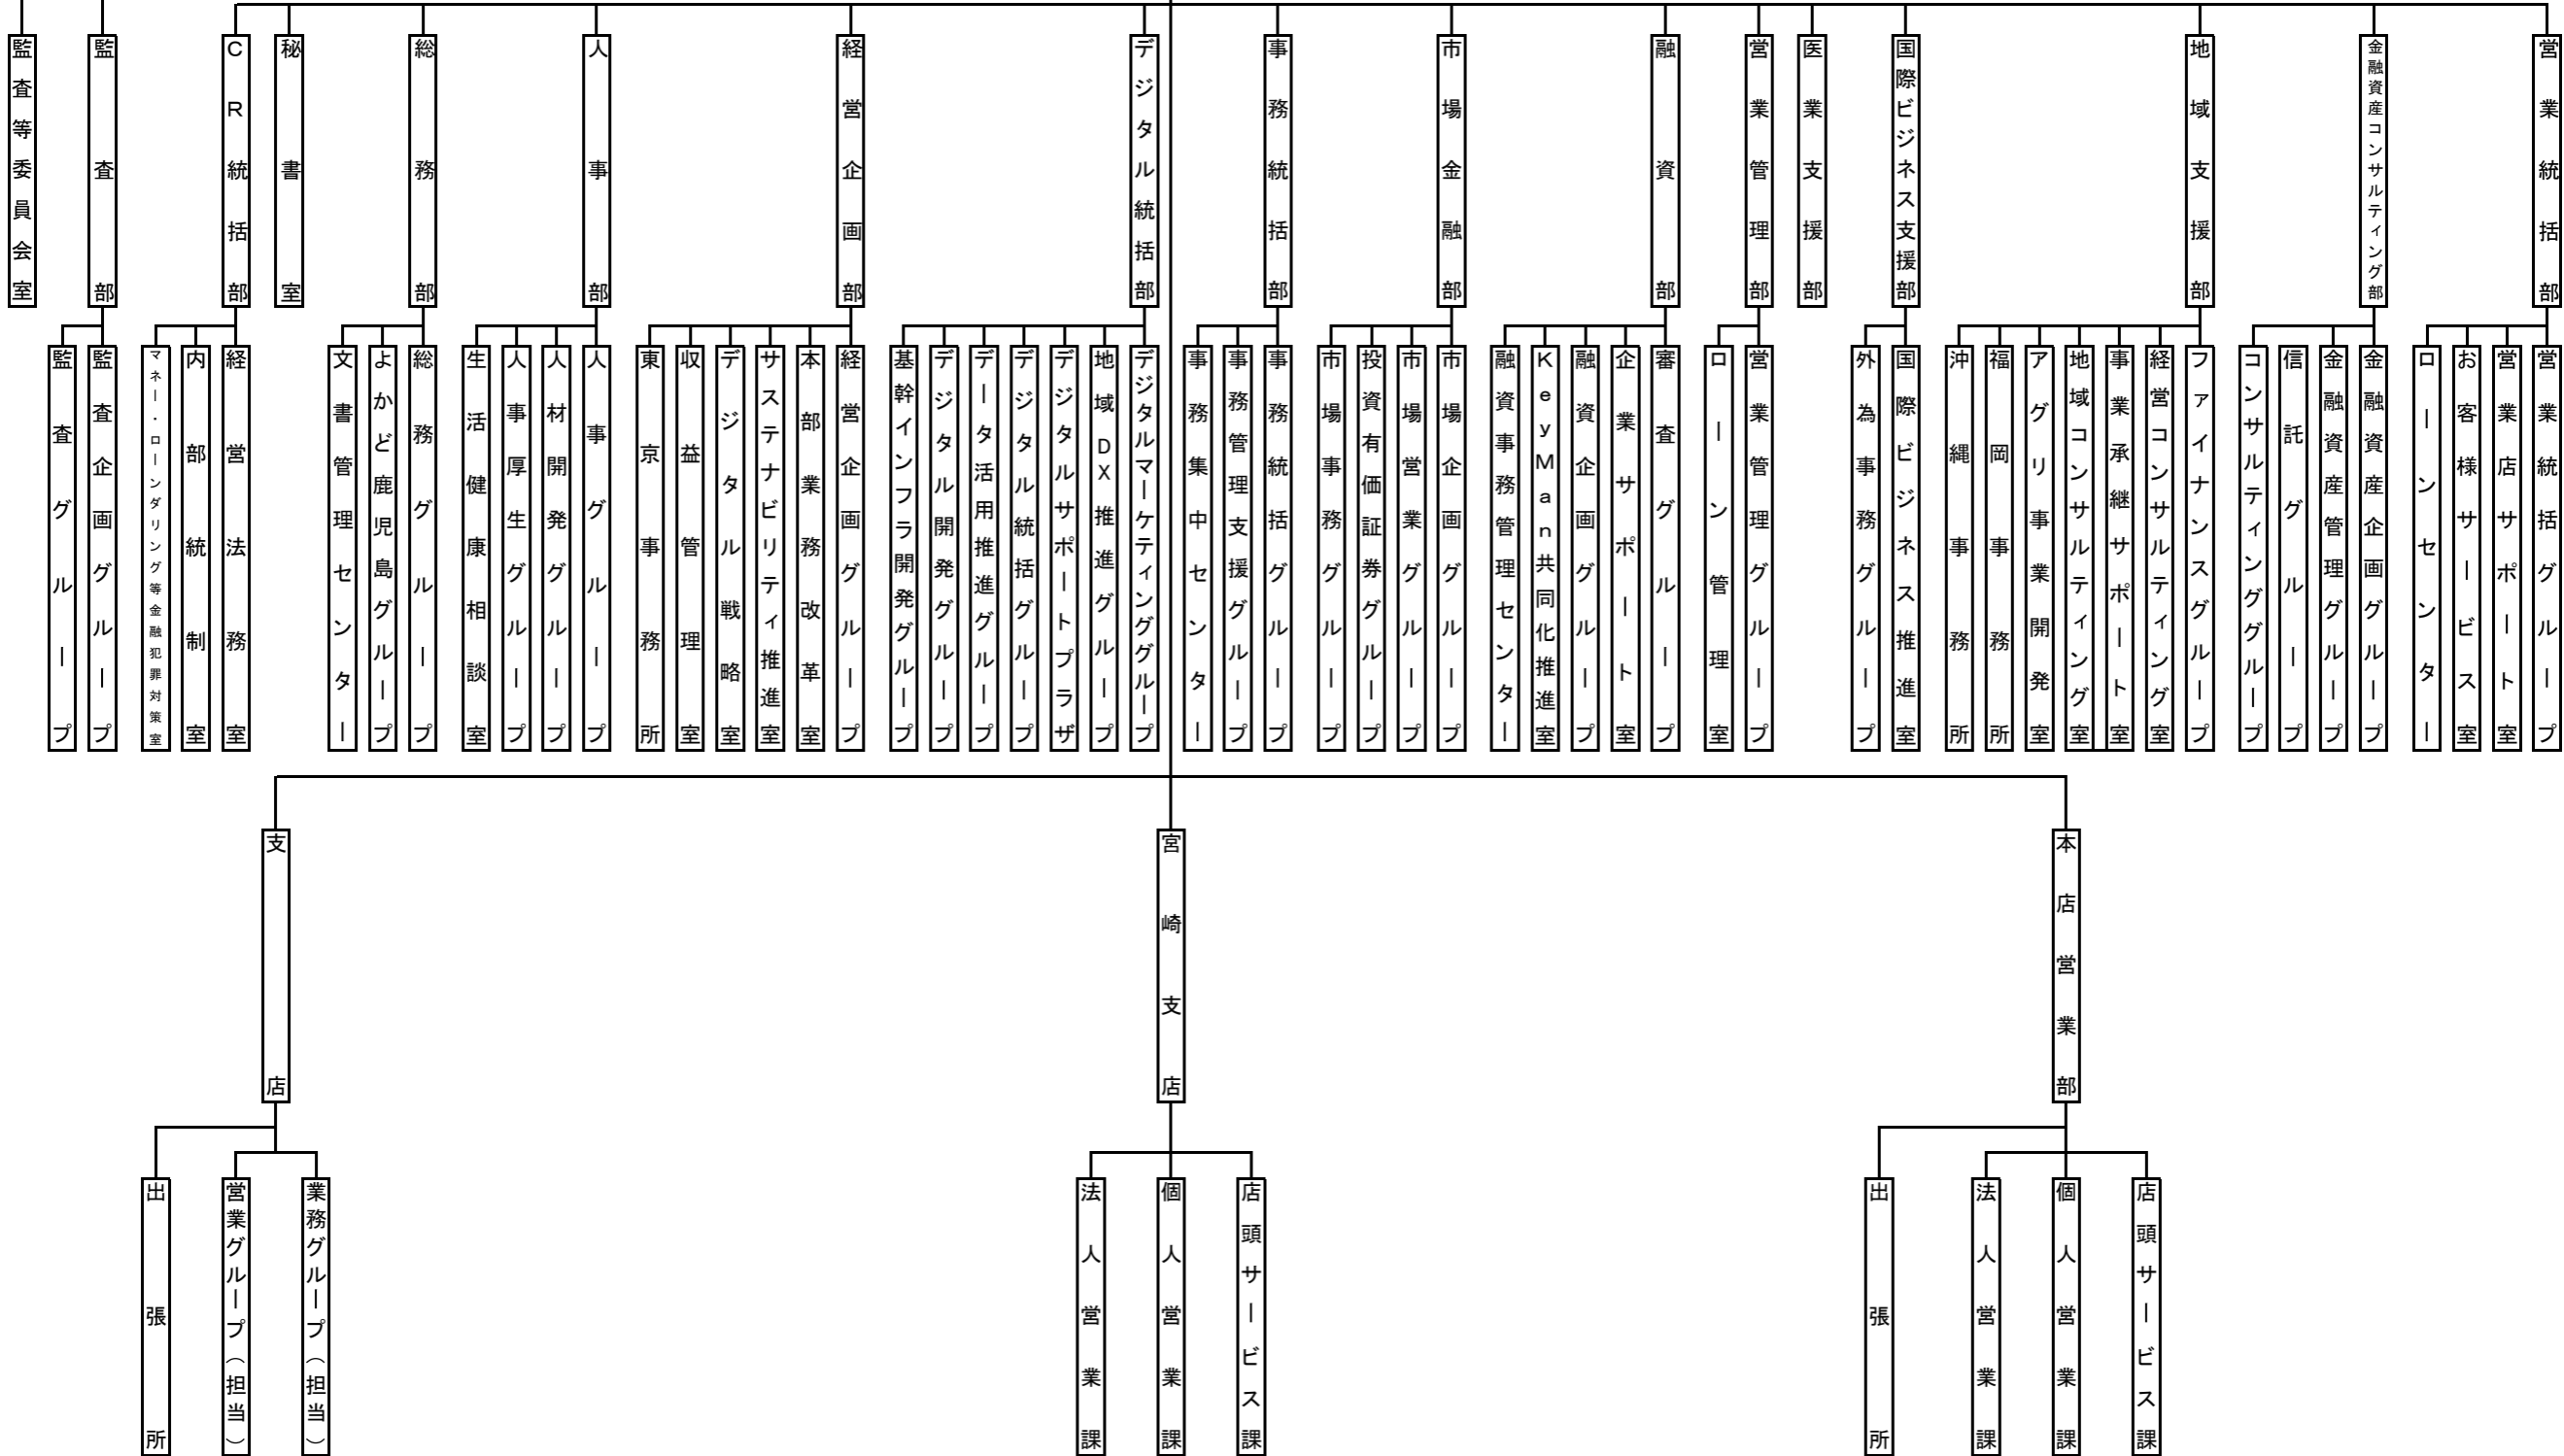 営業統括部
金融資産コンサルティング部
地域支援部
国際ビジネス支援部
医業支援部
営業管理部
融資部
市場金融部
事務統括部
デジタル統括部
経営企画部
人事部
総務部
秘書室
CR統括部
監査部
監査等委員会室
営業統括グループ
営業店サポート室
お客様サービス室
ローンセンター
金融資産企画グループ
金融資産管理グループ
信託グループ
コンサルティンググループ
ファイナンスグループ
経営コンサルティング室
事業承継サポート室
地域コンサルティング室
アグリ事業開発室
福岡事務所
沖縄事務所
国際ビジネス推進室
外為事務グループ
営業管理グループ
ローン管理室
審査グループ
企業サポート室
融資企画グループ
KeyMan共同化推進室
融資事務管理センター
市場企画グループ
市場営業グループ
投資有価証券グループ
市場事務グループ
事務統括グループ
事務管理支援グループ
事務集中センター
デジタルマーケティンググループ
地域DX推進グループ
デジタルサポートプラザ
デジタル統括グループ
データ活用推進グループ
デジタル開発グループ
基幹インフラ開発グループ
経営企画グループ
本部業務改革室
サステナビリティ推進室
デジタル戦略室
収益管理室
東京事務所
人事グループ
人材開発グループ
人事厚生グループ
生活健康相談室
総務グループ
よかど鹿児島グループ
文書管理センター
経営法務室
内部統制室
マネー・ローンダリング等金融犯罪対策室
監査企画グループ
監査グループ
本店営業部
宮崎支店
支店
店頭サービス課
個人営業課
法人営業課
出張所
店頭サービス課
個人営業課
法人営業課
業務グループ（担当）
営業グループ（担当）
出張所